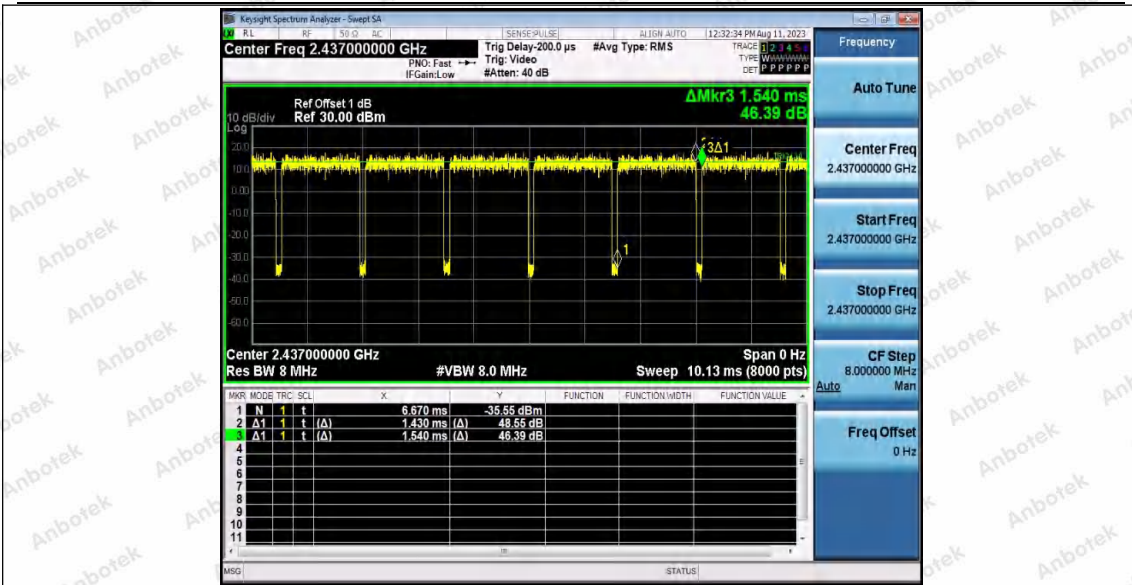 Keysight Spectrum Analyzer - Swept SA
RL RF 50 Ω AC SENSE:PULSE ALIGN AUTO 12:32:34 PM Aug 11, 2023
Center Freq 2.437000000 GHz
PNO: Fast
IFGain:Low
Trig Delay-200.0 µs
Trig: Video
#Atten: 40 dB
#Avg Type: RMS
TRACE 1 2 3 4 5 6
TYPE W
DET P P P P P P
ΔMkr3 1.540 ms
46.39 dB
Ref Offset 1 dB
10 dB/div Ref 30.00 dBm
Log
20.0
10.0
0.00
-10.0
-20.0
-30.0
-40.0
-50.0
-60.0
3Δ1
1
Center 2.437000000 GHz Span 0 Hz
Res BW 8 MHz #VBW 8.0 MHz Sweep 10.13 ms (8000 pts)
MKR MODE TRC SCL X Y FUNCTION FUNCTION WIDTH FUNCTION VALUE
1 N 1 t 6.670 ms -35.55 dBm
2 Δ1 1 t (Δ) 1.430 ms (Δ) 48.55 dB
3 Δ1 1 t (Δ) 1.540 ms (Δ) 46.39 dB
4
5
6
7
8
9
10
11
MSG STATUS
Frequency
Auto Tune
Center Freq
2.437000000 GHz
Start Freq
2.437000000 GHz
Stop Freq
2.437000000 GHz
CF Step
8.000000 MHz
Auto Man
Freq Offset
0 Hz
Anbotek